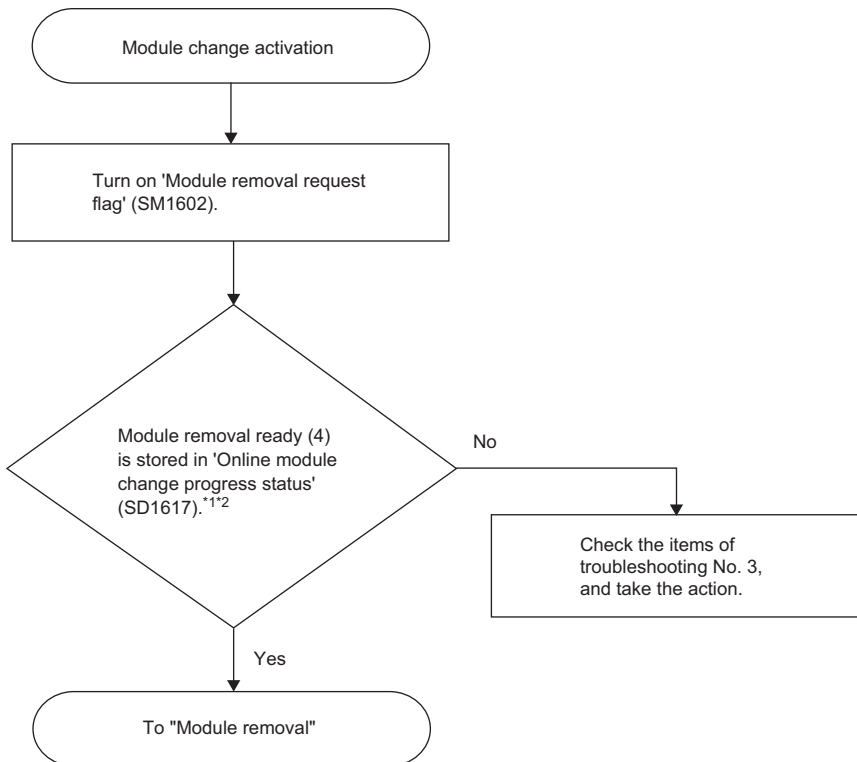 Module change activation
Turn on 'Module removal request
flag' (SM1602).
Module removal ready (4)
is stored in 'Online module
change progress status'
(SD1617).*1*2
No
Check the items of
troubleshooting No. 3,
and take the action.
Yes
To "Module removal"